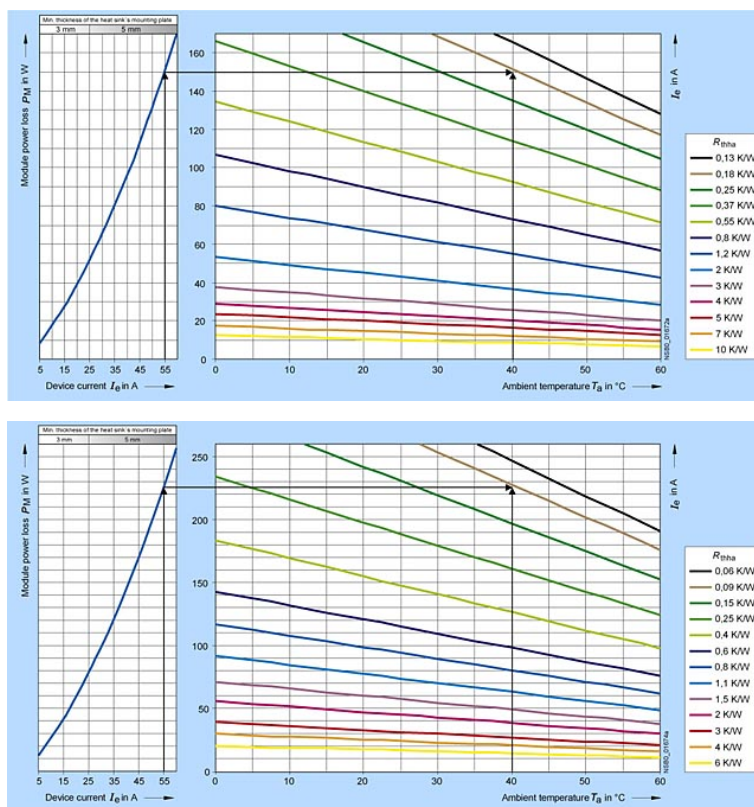 Min. thickness of the heat sink's mounting plate
3 mm 5 mm
Module power loss PM in W
Ie in A
160
140
120
100
80
60
40
20
0
5 15 25 35 45 55
0 10 20 30 40 50 60
Device current Ie in A
Ambient temperature Ta in °C
NSB0_01672a
Rthha
0,13 K/W
0,18 K/W
0,25 K/W
0,37 K/W
0,55 K/W
0,8 K/W
1,2 K/W
2 K/W
3 K/W
4 K/W
5 K/W
7 K/W
10 K/W
Min. thickness of the heat sink's mounting plate
3 mm 5 mm
Module power loss PM in W
Ie in A
250
200
150
100
50
0
5 15 25 35 45 55
0 10 20 30 40 50 60
Device current Ie in A
Ambient temperature Ta in °C
NSB0_01674a
Rthha
0,06 K/W
0,09 K/W
0,15 K/W
0,25 K/W
0,4 K/W
0,6 K/W
0,8 K/W
1,1 K/W
1,5 K/W
2 K/W
3 K/W
4 K/W
6 K/W